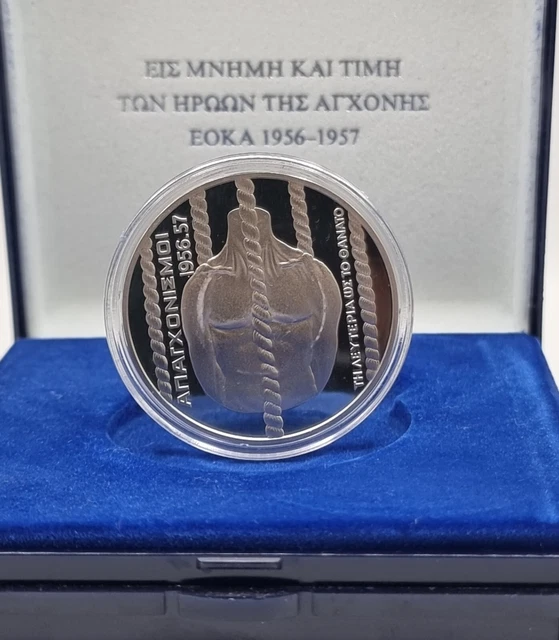 ΕΙΣ ΜΝΗΜΗ ΚΑΙ ΤΙΜΗ
ΤΩΝ ΗΡΩΩΝ ΤΗΣ ΑΓΧΟΝΗΣ
ΕΟΚΑ 1956-1957
ΑΠΑΓΧΟΝΙΣΜΟΙ
1956.57
ΤΗ ΛΕΥΤΕΡΙΑ ΩΣ ΤΟ ΘΑΝΑΤΟ